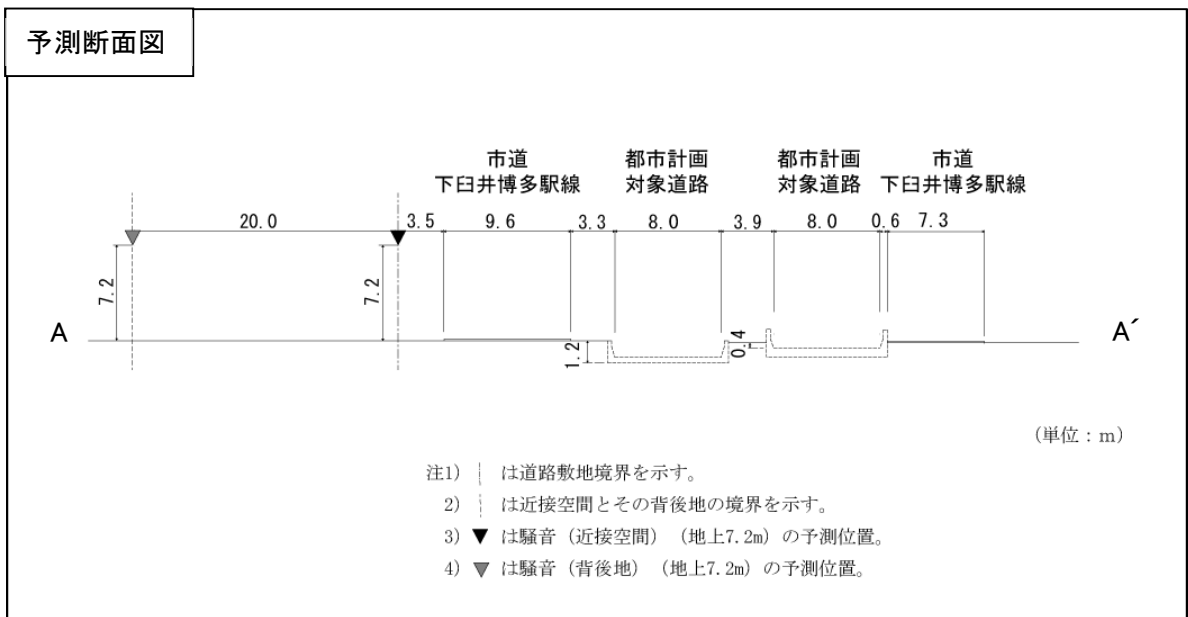 予測断面図
市道 都市計画 都市計画 市道
下臼井博多駅線 対象道路 対象道路 下臼井博多駅線
20.0 3.5 9.6 3.3 8.0 3.9 8.0 0.6 7.3
7.2 7.2
A A´
1.2 0.4
(単位：m)
注1) は道路敷地境界を示す。
2) は近接空間とその背後地の境界を示す。
3) ▼ は騒音（近接空間）（地上7.2m）の予測位置。
4) ▼ は騒音（背後地）（地上7.2m）の予測位置。